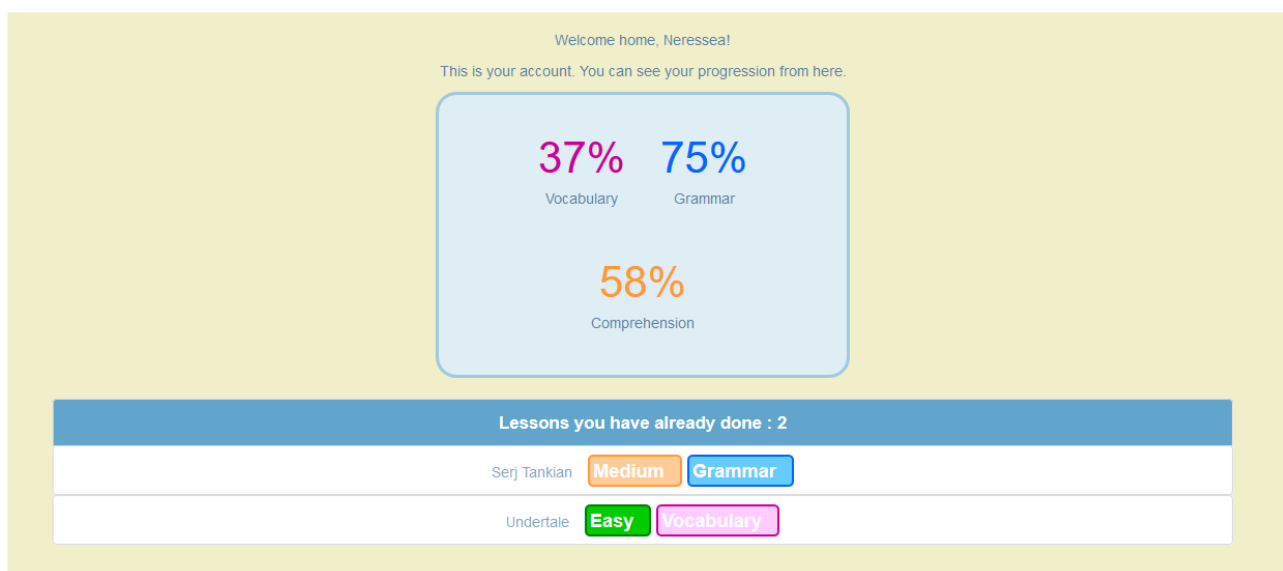 Welcome home, Neressea!
This is your account. You can see your progression from here.
37% 75%
Vocabulary Grammar
58%
Comprehension
Lessons you have already done : 2
Serj Tankian Medium Grammar
Undertale Easy Vocabulary